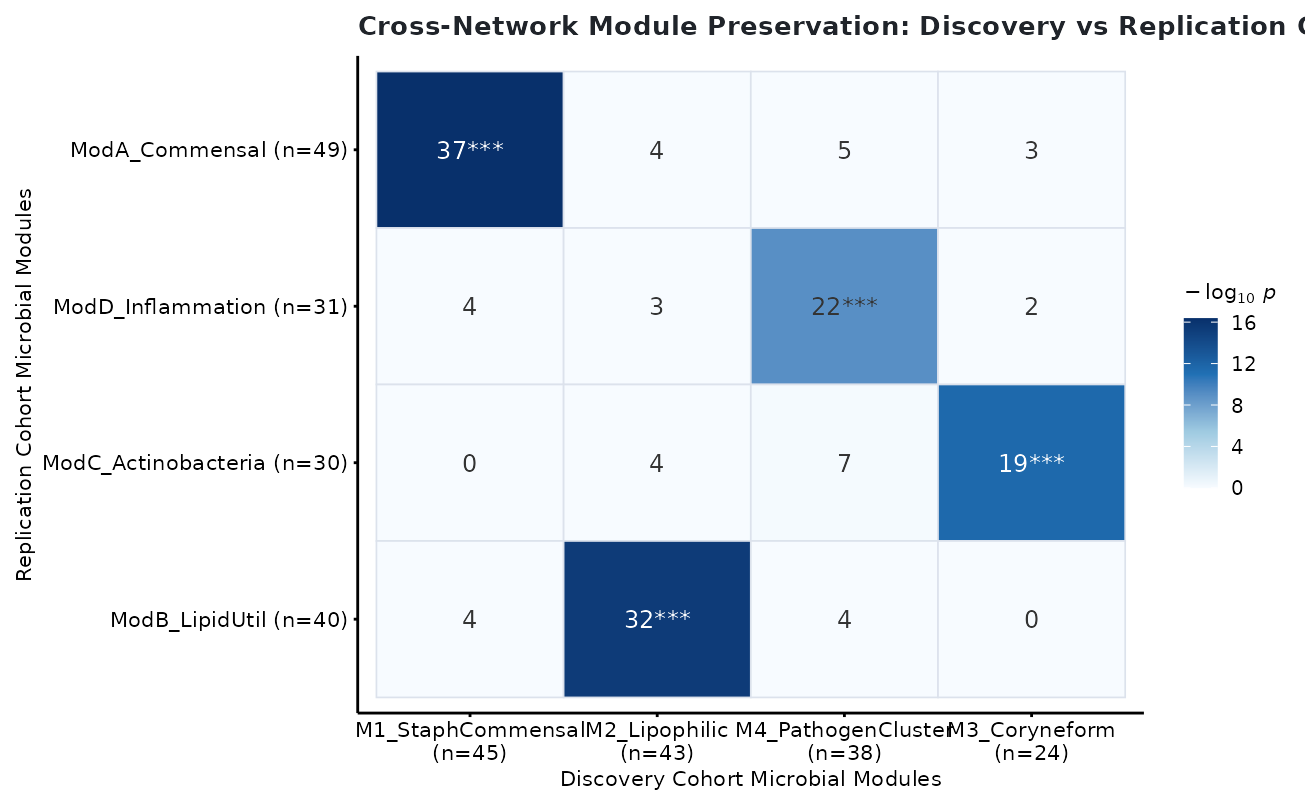 Cross-Network Module Preservation: Discovery vs Replication
Replication Cohort Microbial Modules
ModA_Commensal (n=49)
37***
4
5
3
ModD_Inflammation (n=31)
4
3
22***
2
ModC_Actinobacteria (n=30)
0
4
7
19***
ModB_LipidUtil (n=40)
4
32***
4
0
M1_StaphCommensal
(n=45)
M2_Lipophilic
(n=43)
M4_PathogenCluster
(n=38)
M3_Coryneform
(n=24)
Discovery Cohort Microbial Modules
− log₁₀ p
16
12
8
4
0